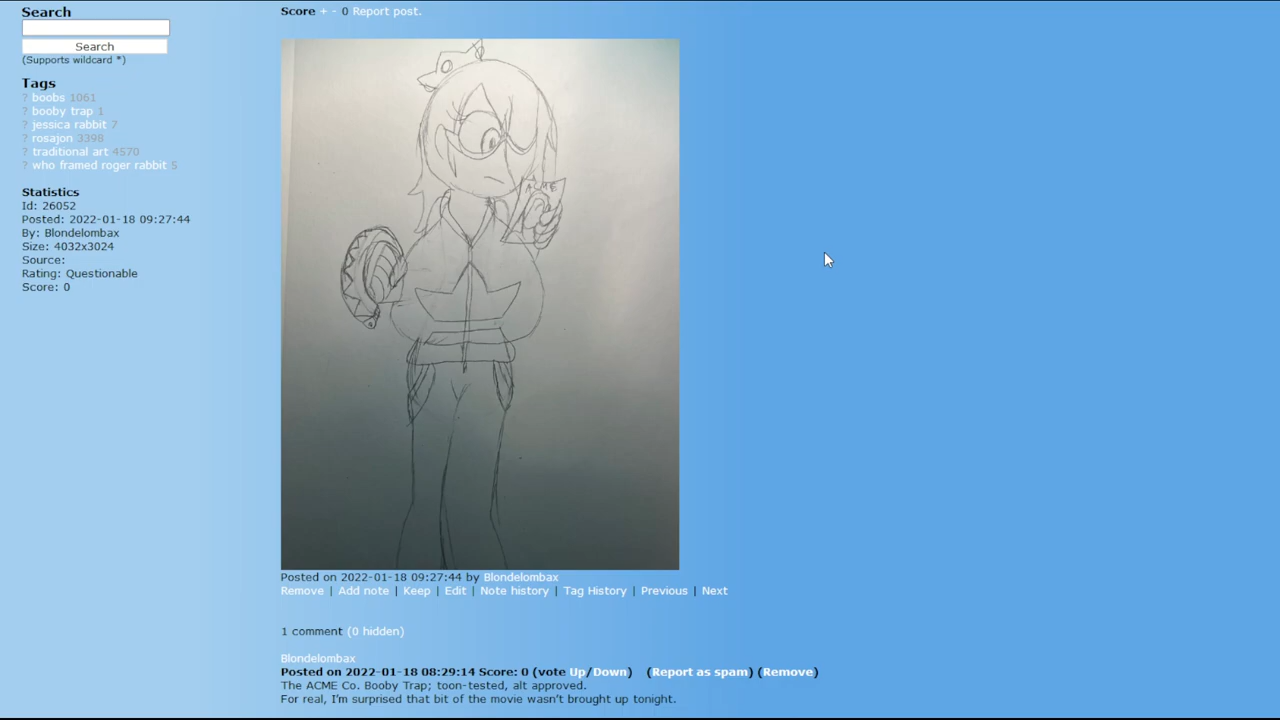 Search
Search
(Supports wildcard *)
Tags
? boobs 1061
? booby trap 1
? jessica rabbit 7
? rosajon 3398
? traditional art 4570
? who framed roger rabbit 5
Statistics
Id: 26052
Posted: 2022-01-18 09:27:44
By: Blondelombax
Size: 4032x3024
Source:
Rating: Questionable
Score: 0
Score + - 0 Report post.
ACME
Posted on 2022-01-18 09:27:44 by Blondelombax
Remove | Add note | Keep | Edit | Note history | Tag History | Previous | Next
1 comment (0 hidden)
Blondelombax
Posted on 2022-01-18 08:29:14 Score: 0 (vote Up/Down) (Report as spam) (Remove)
The ACME Co. Booby Trap; toon-tested, alt approved.
For real, I’m surprised that bit of the movie wasn’t brought up tonight.